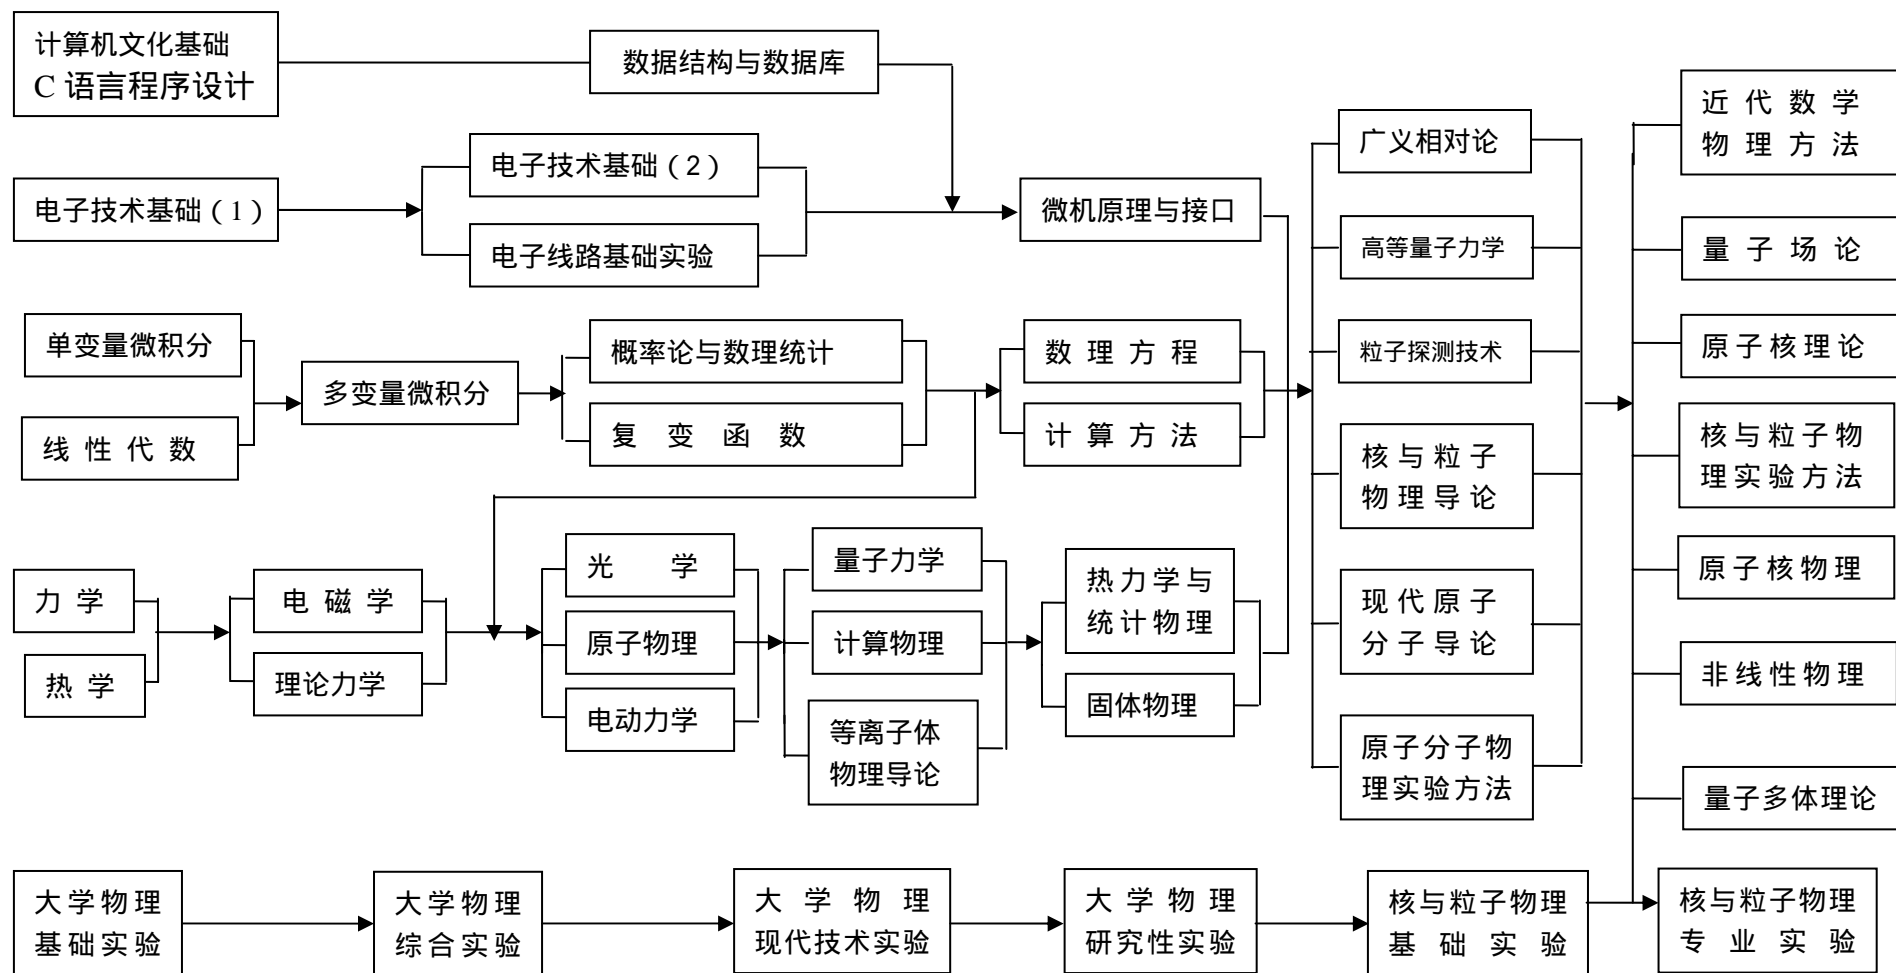 计算机文化基础
C 语言程序设计
数据结构与数据库
电子技术基础（1）
电子技术基础（2）
电子线路基础实验
微机原理与接口
单变量微积分
线性代数
多变量微积分
概率论与数理统计
复变函数
数理方程
计算方法
力学
热学
电磁学
理论力学
光学
原子物理
电动力学
量子力学
计算物理
等离子体
物理导论
热力学与
统计物理
固体物理
广义相对论
高等量子力学
粒子探测技术
核与粒子
物理导论
现代原子
分子导论
原子分子物
理实验方法
近代数学
物理方法
量子场论
原子核理论
核与粒子物
理实验方法
原子核物理
非线性物理
量子多体理论
大学物理
基础实验
大学物理
综合实验
大学物理
现代技术实验
大学物理
研究性实验
核与粒子物理
基础实验
核与粒子物理
专业实验